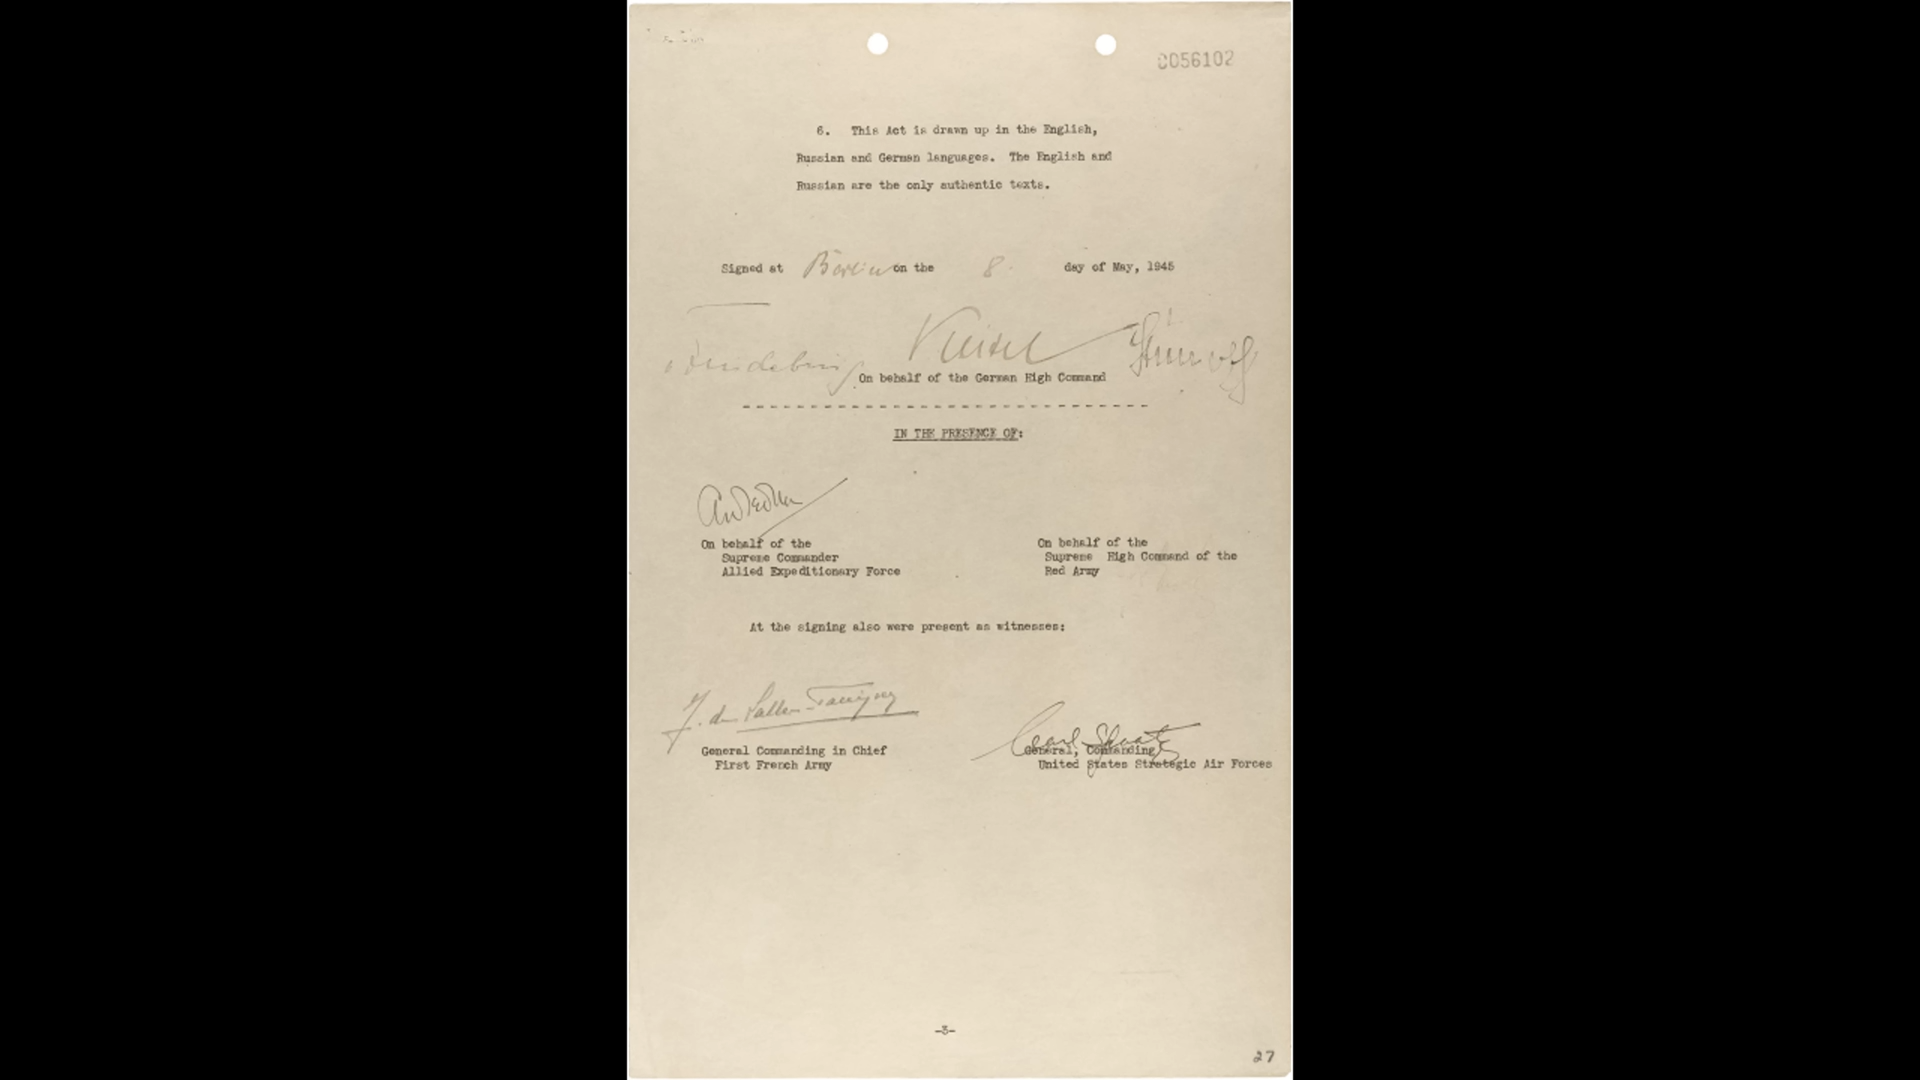 0056102
6. This Act is drawn up in the English,
Russian and German languages. The English and
Russian are the only authentic texts.
Signed at Berlin on the 8. day of May, 1945
Friedeburg Keitel Stumpff
On behalf of the German High Command
IN THE PRESENCE OF:
On behalf of the
Supreme Commander
Allied Expeditionary Force
On behalf of the
Supreme High Command of the
Red Army
At the signing also were present as witnesses:
J. de Lattre-Tassigny
General Commanding in Chief
First French Army
Carl Spaatz
General, Commanding
United States Strategic Air Forces
-3-
27